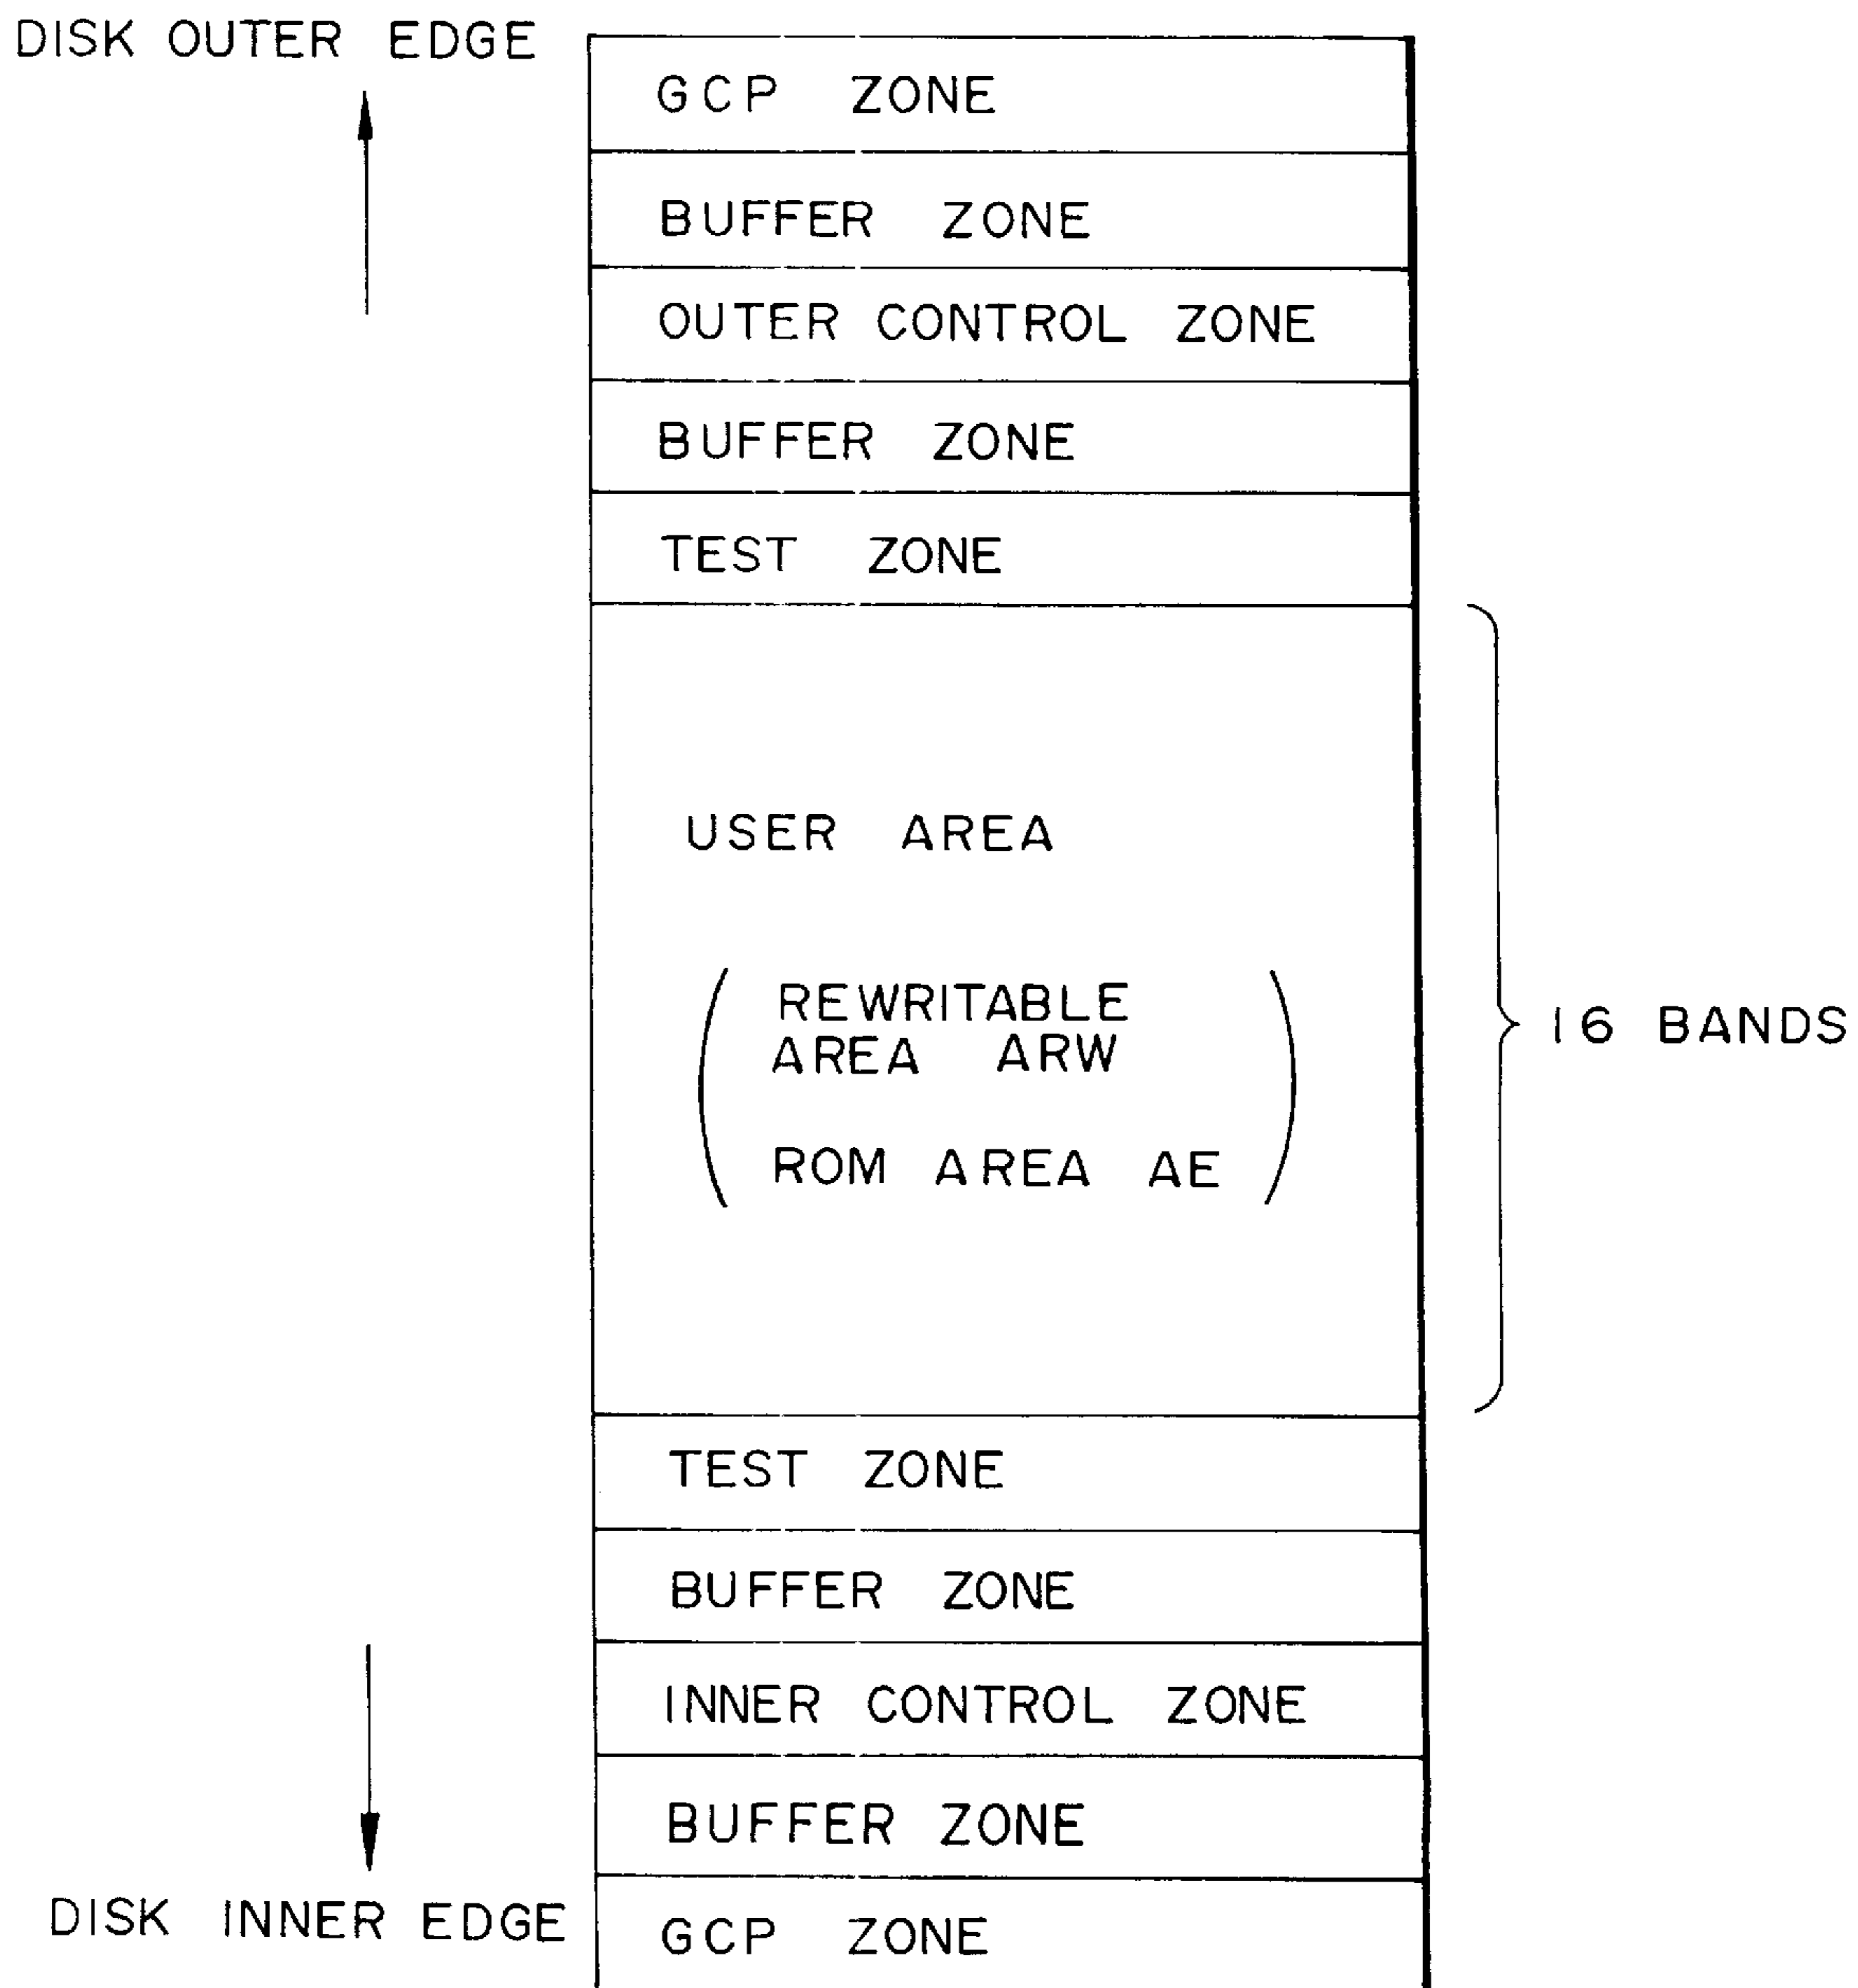 DISK OUTER EDGE
GCP ZONE
BUFFER ZONE
OUTER CONTROL ZONE
BUFFER ZONE
TEST ZONE
USER AREA
REWRITABLE
AREA ARW
ROM AREA AE
16 BANDS
TEST ZONE
BUFFER ZONE
INNER CONTROL ZONE
BUFFER ZONE
DISK INNER EDGE
GCP ZONE